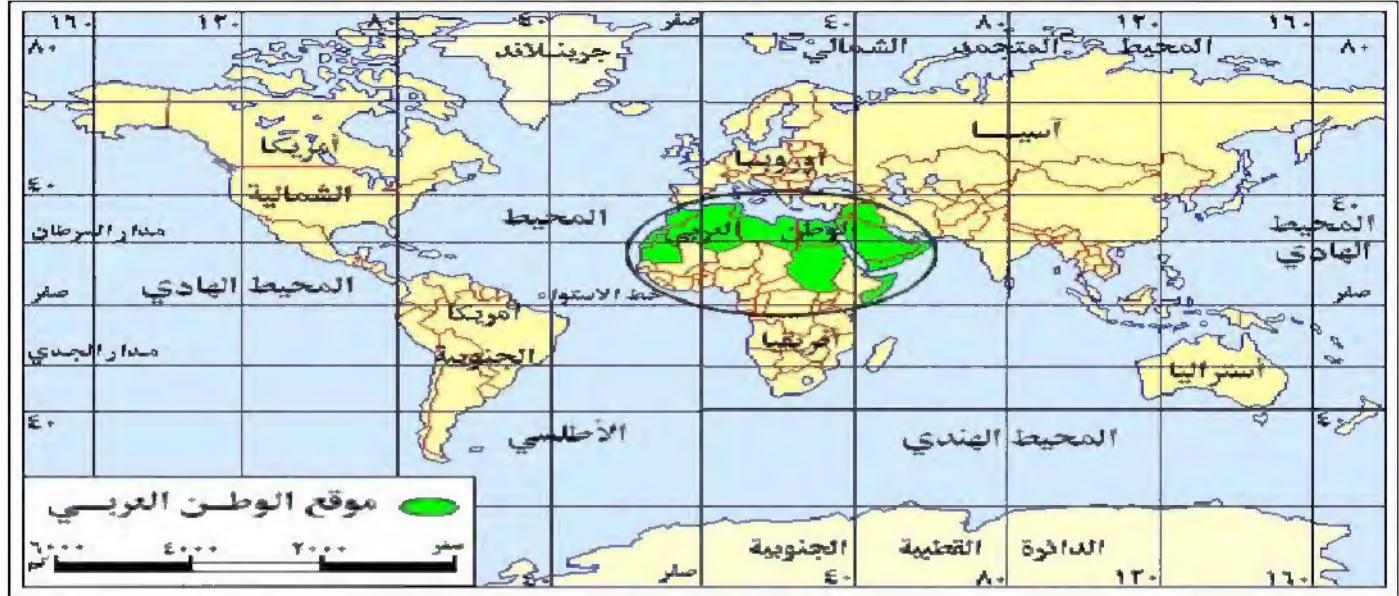 ١٦٠ ١٢٠ ٨٠ ٤٠ صفر ٤٠ ٨٠ ١٢٠ ١٦٠
٨٠ جرينلاند المحيط المتجمد الشمالي ٨٠
أمريكا
الشمالية
أوروبا
آسيا
٤٠ ٤٠
المحيط
الوطن العربي
المحيط
الهادي
مدار السرطان
المحيط الهادي
خط الاستواء
صفر صفر
أمريكا
الجنوبية
أفريقيا
أستراليا
مدار الجدي
٤٠ ٤٠
الأطلسي
المحيط الهندي
موقع الوطن العربي
صفر ٢٠٠٠ ٤٠٠٠ ٦٠٠٠ كم
الدائرة القطبية الجنوبية
٤٠ صفر ٤٠ ٨٠ ١٢٠ ١٦٠